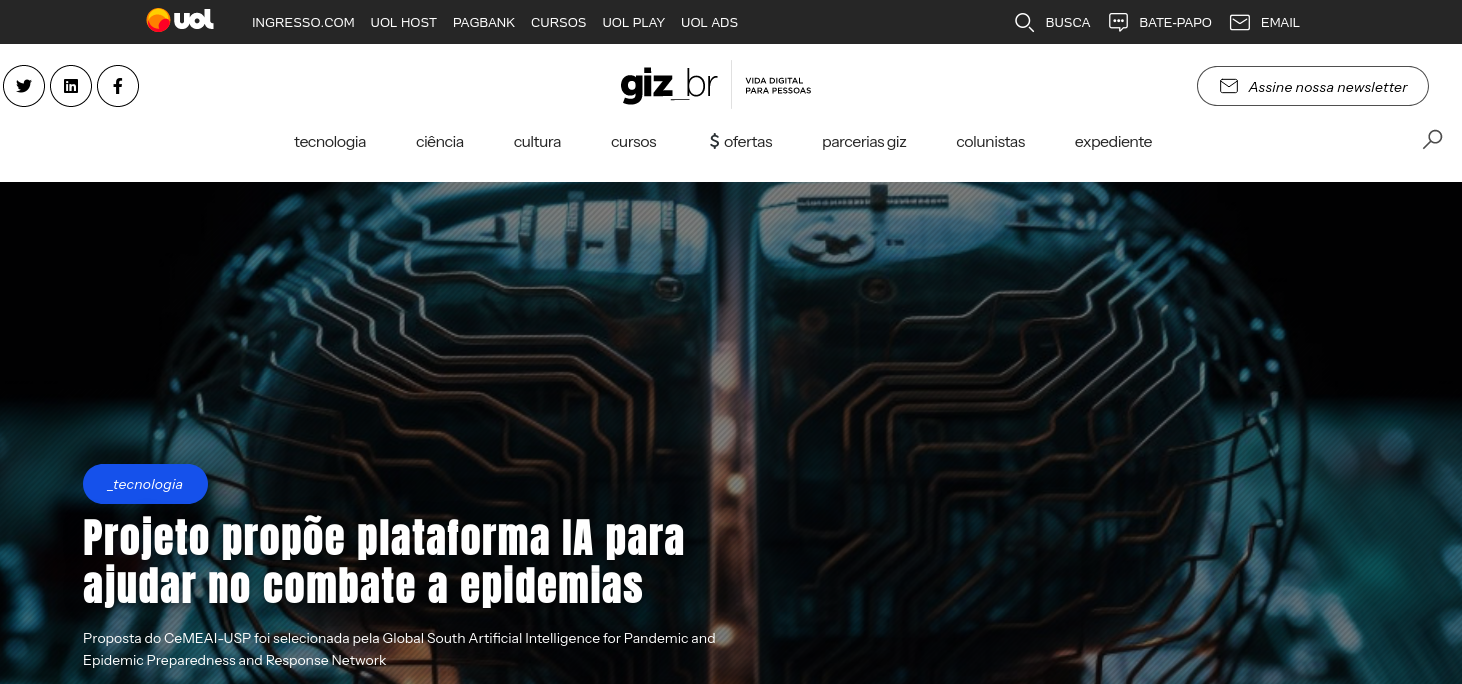 uol INGRESSO.COM UOL HOST PAGBANK CURSOS UOL PLAY UOL ADS BUSCA BATE-PAPO EMAIL
giz_br VIDA DIGITAL
PARA PESSOAS
Assine nossa newsletter
tecnologia ciência cultura cursos $ ofertas parcerias giz colunistas expediente
_tecnologia
Projeto propõe plataforma IA para
ajudar no combate a epidemias
Proposta do CeMEAI-USP foi selecionada pela Global South Artificial Intelligence for Pandemic and
Epidemic Preparedness and Response Network